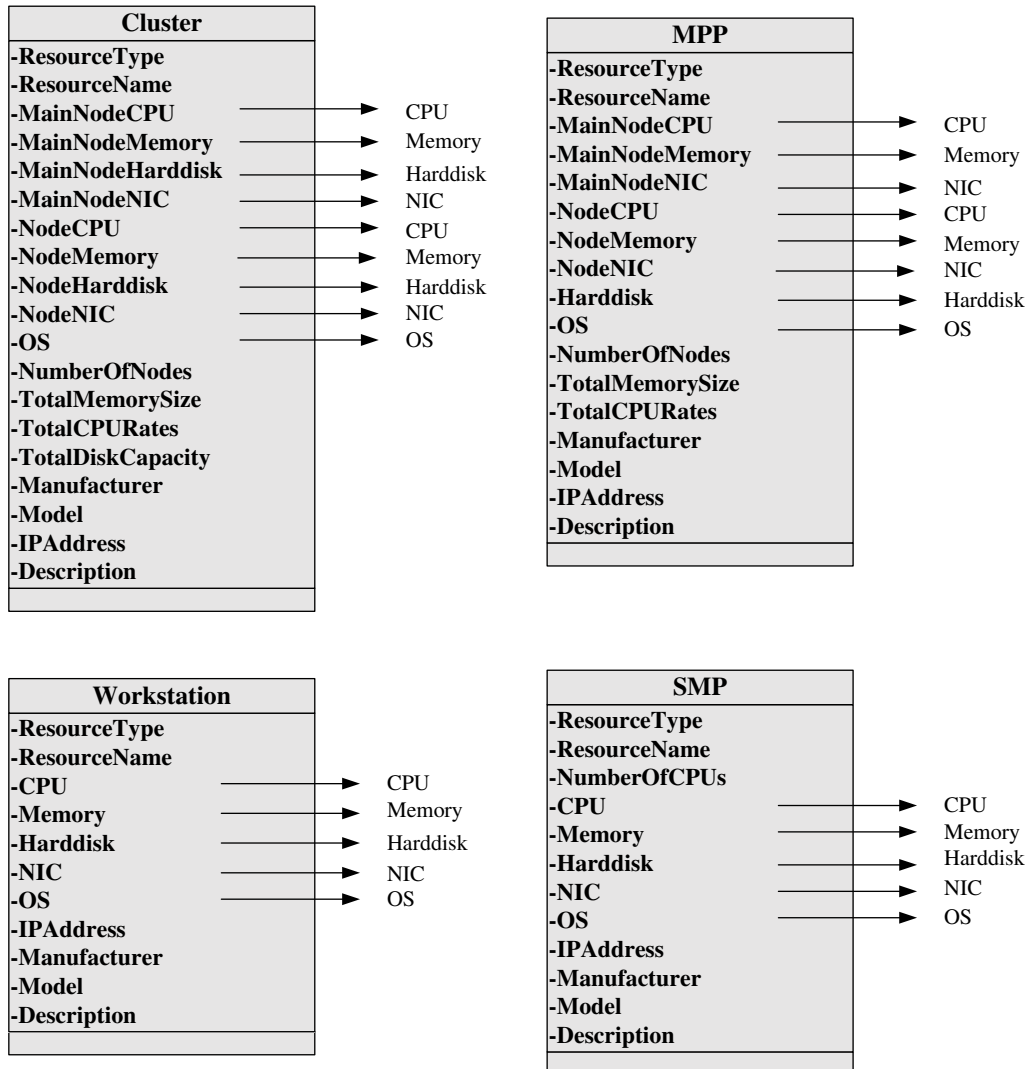 Cluster
-ResourceType
-ResourceName
-MainNodeCPU CPU
-MainNodeMemory Memory
-MainNodeHarddisk Harddisk
-MainNodeNIC NIC
-NodeCPU CPU
-NodeMemory Memory
-NodeHarddisk Harddisk
-NodeNIC NIC
-OS OS
-NumberOfNodes
-TotalMemorySize
-TotalCPURates
-TotalDiskCapacity
-Manufacturer
-Model
-IPAddress
-Description
MPP
-ResourceType
-ResourceName
-MainNodeCPU CPU
-MainNodeMemory Memory
-MainNodeNIC NIC
-NodeCPU CPU
-NodeMemory Memory
-NodeNIC NIC
-Harddisk Harddisk
-OS OS
-NumberOfNodes
-TotalMemorySize
-TotalCPURates
-Manufacturer
-Model
-IPAddress
-Description
Workstation
-ResourceType
-ResourceName
-CPU CPU
-Memory Memory
-Harddisk Harddisk
-NIC NIC
-OS OS
-IPAddress
-Manufacturer
-Model
-Description
SMP
-ResourceType
-ResourceName
-NumberOfCPUs
-CPU CPU
-Memory Memory
-Harddisk Harddisk
-NIC NIC
-OS OS
-IPAddress
-Manufacturer
-Model
-Description